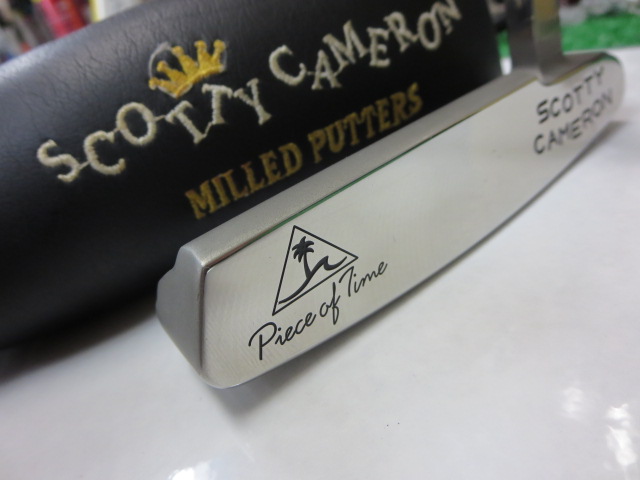 SCOTTY CAMERON
MILLED PUTTERS
SCOTTY
CAMERON
Piece of Time